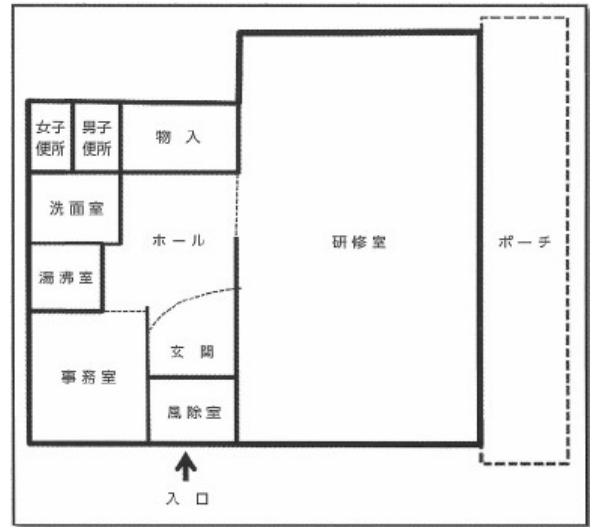 女子
便所
男子
便所
物 入
洗面室
ホール
研修室
ポーチ
湯沸室
玄 関
事務室
風除室
入 口